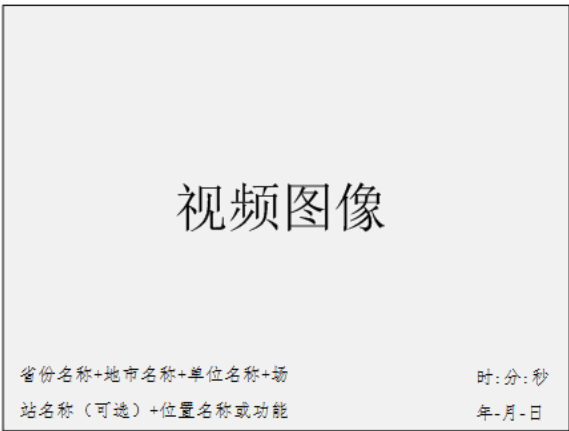 视频图像
省份名称+地市名称+单位名称+场
站名称（可选）+位置名称或功能
时:分:秒
年-月-日